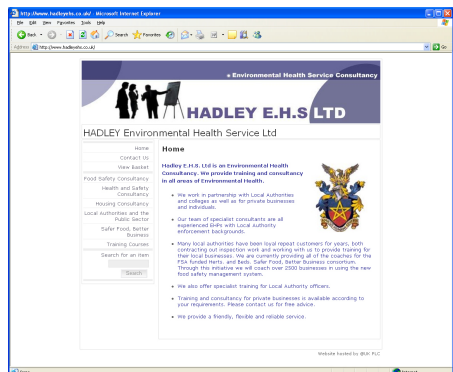 http://www.hadleyehs.co.uk/ - Microsoft Internet Explorer
File Edit View Favorites Tools Help
Back Search Favorites
Address http://www.hadleyehs.co.uk/ Go
Environmental Health Service Consultancy
HADLEY E.H.S LTD
HADLEY Environmental Health Service Ltd
Home
Contact Us
View Basket
Food Safety Consultancy
Health and Safety
Consultancy
Housing Consultancy
Local Authorities and the
Public Sector
Safer Food, Better
Business
Training Courses
Search for an item
Search
Home
Hadley E.H.S. Ltd is an Environmental Health
Consultancy. We provide training and consultancy
in all areas of Environmental Health.
• We work in partnership with Local Authorities
and colleges as well as for private businesses
and individuals.
• Our team of specialist consultants are all
experienced EHPs with Local Authority
enforcement backgrounds.
• Many local authorities have been loyal repeat customers for years, both
contracting out inspection work and working with us to provide training for
their local businesses. We are currently providing all of the coaches for the
FSA funded Herts. and Beds. Safer Food, Better Business consortium.
Through this initiative we will coach over 2500 businesses in using the new
food safety management system.
• We also offer specialist training for Local Authority officers.
• Training and consultancy for private businesses is available according to
your requirements. Please contact us for free advice.
• We provide a friendly, flexible and reliable service.
Website hosted by @UK PLC
Internet